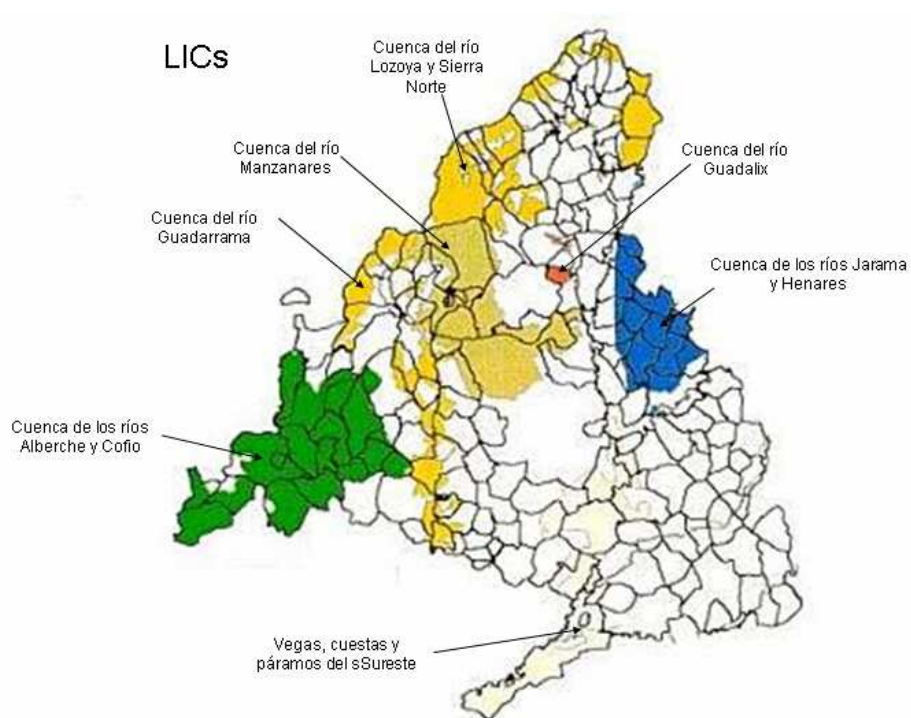 LICs
Cuenca del río
Lozoya y Sierra
Norte
Cuenca del río
Manzanares
Cuenca del río
Guadalix
Cuenca del río
Guadarrama
Cuenca de los ríos Jarama
y Henares
Cuenca de los ríos
Alberche y Cofio
Vegas, cuestas y
páramos del sSureste